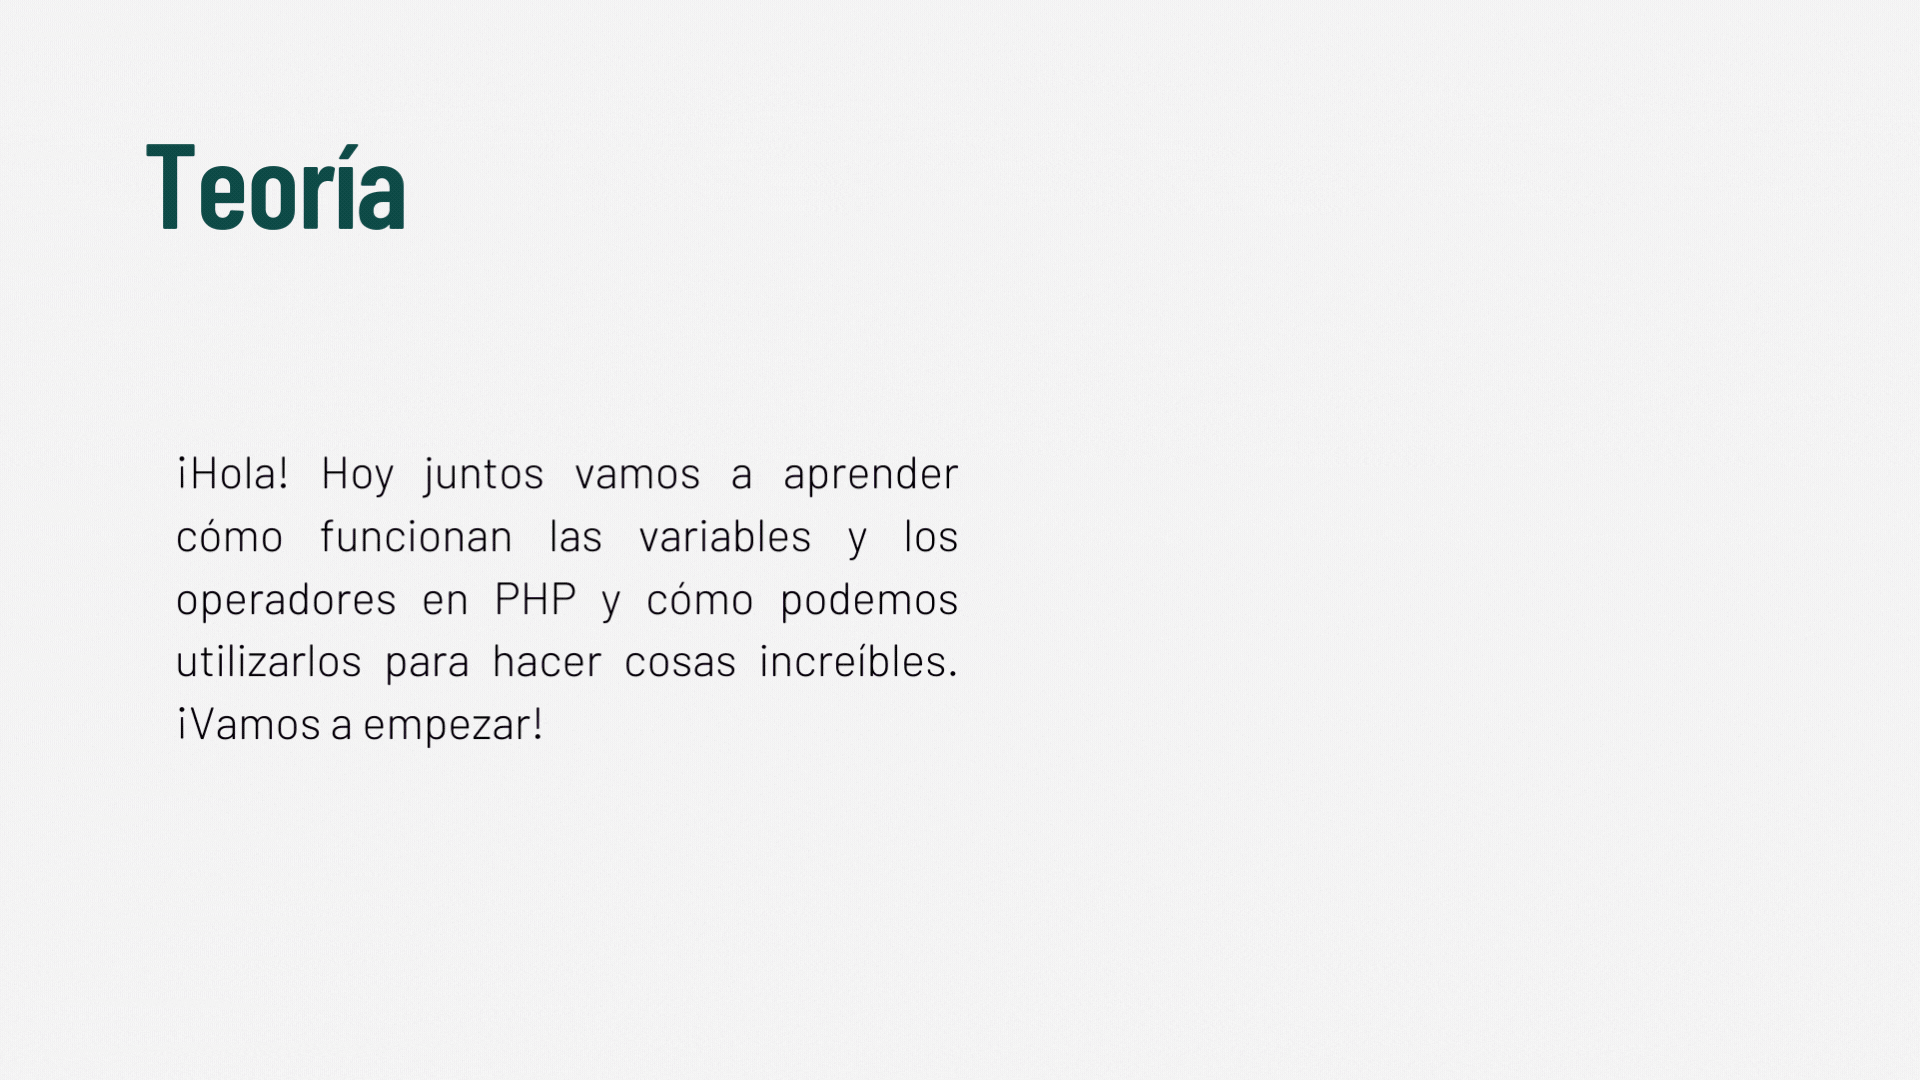 Teoría
¡Hola! Hoy juntos vamos a aprender
cómo funcionan las variables y los
operadores en PHP y cómo podemos
utilizarlos para hacer cosas increíbles.
¡Vamos a empezar!